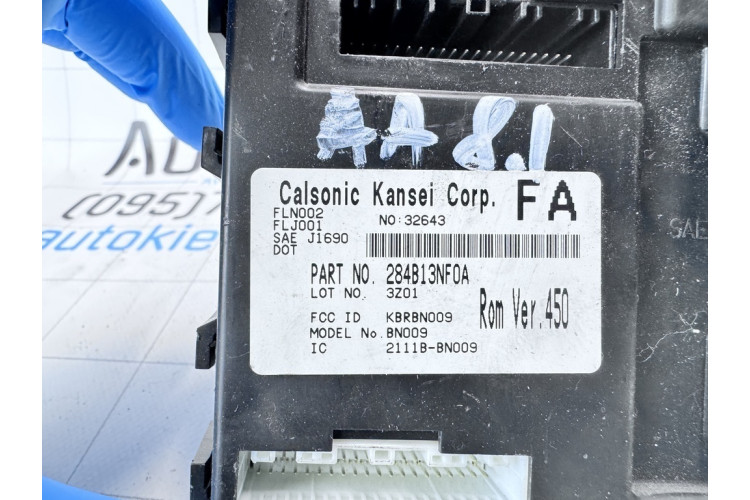 AA 8.1
Calsonic Kansei Corp. FA
FLN002
FLJ001
NO:32643
SAE J1690
DOT
PART NO. 284B13NF0A
LOT NO. 3Z01
Rom Ver.450
FCC ID KBRBN009
MODEL No. BN009
IC 2111B-BN009
(095)
autokie
SAE